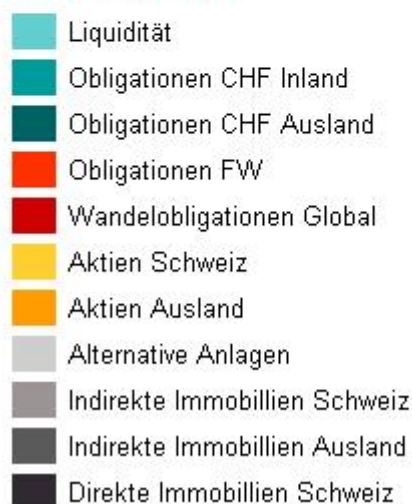 Liquidität
Obligationen CHF Inland
Obligationen CHF Ausland
Obligationen FW
Wandelobligationen Global
Aktien Schweiz
Aktien Ausland
Alternative Anlagen
Indirekte Immobillien Schweiz
Indirekte Immobillien Ausland
Direkte Immobillien Schweiz